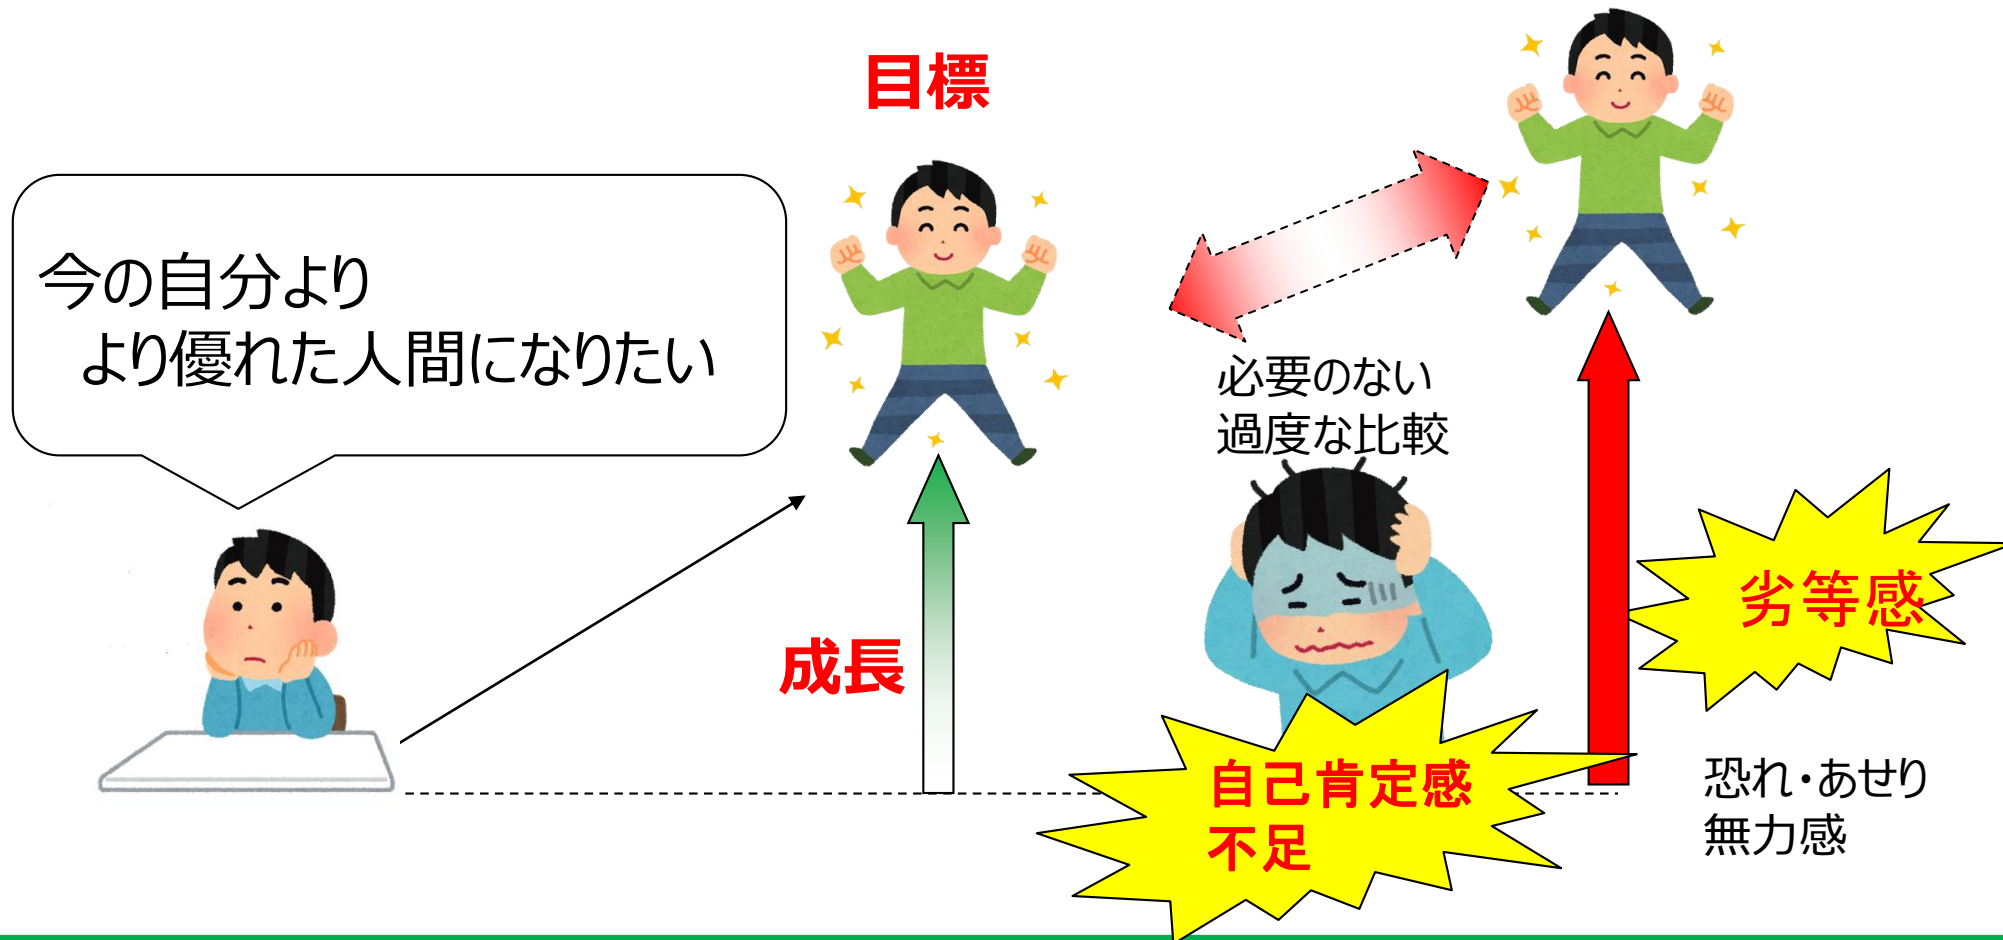 目標
今の自分より
より優れた人間になりたい
必要のない
過度な比較
劣等感
成長
自己肯定感
不足
恐れ・あせり
無力感